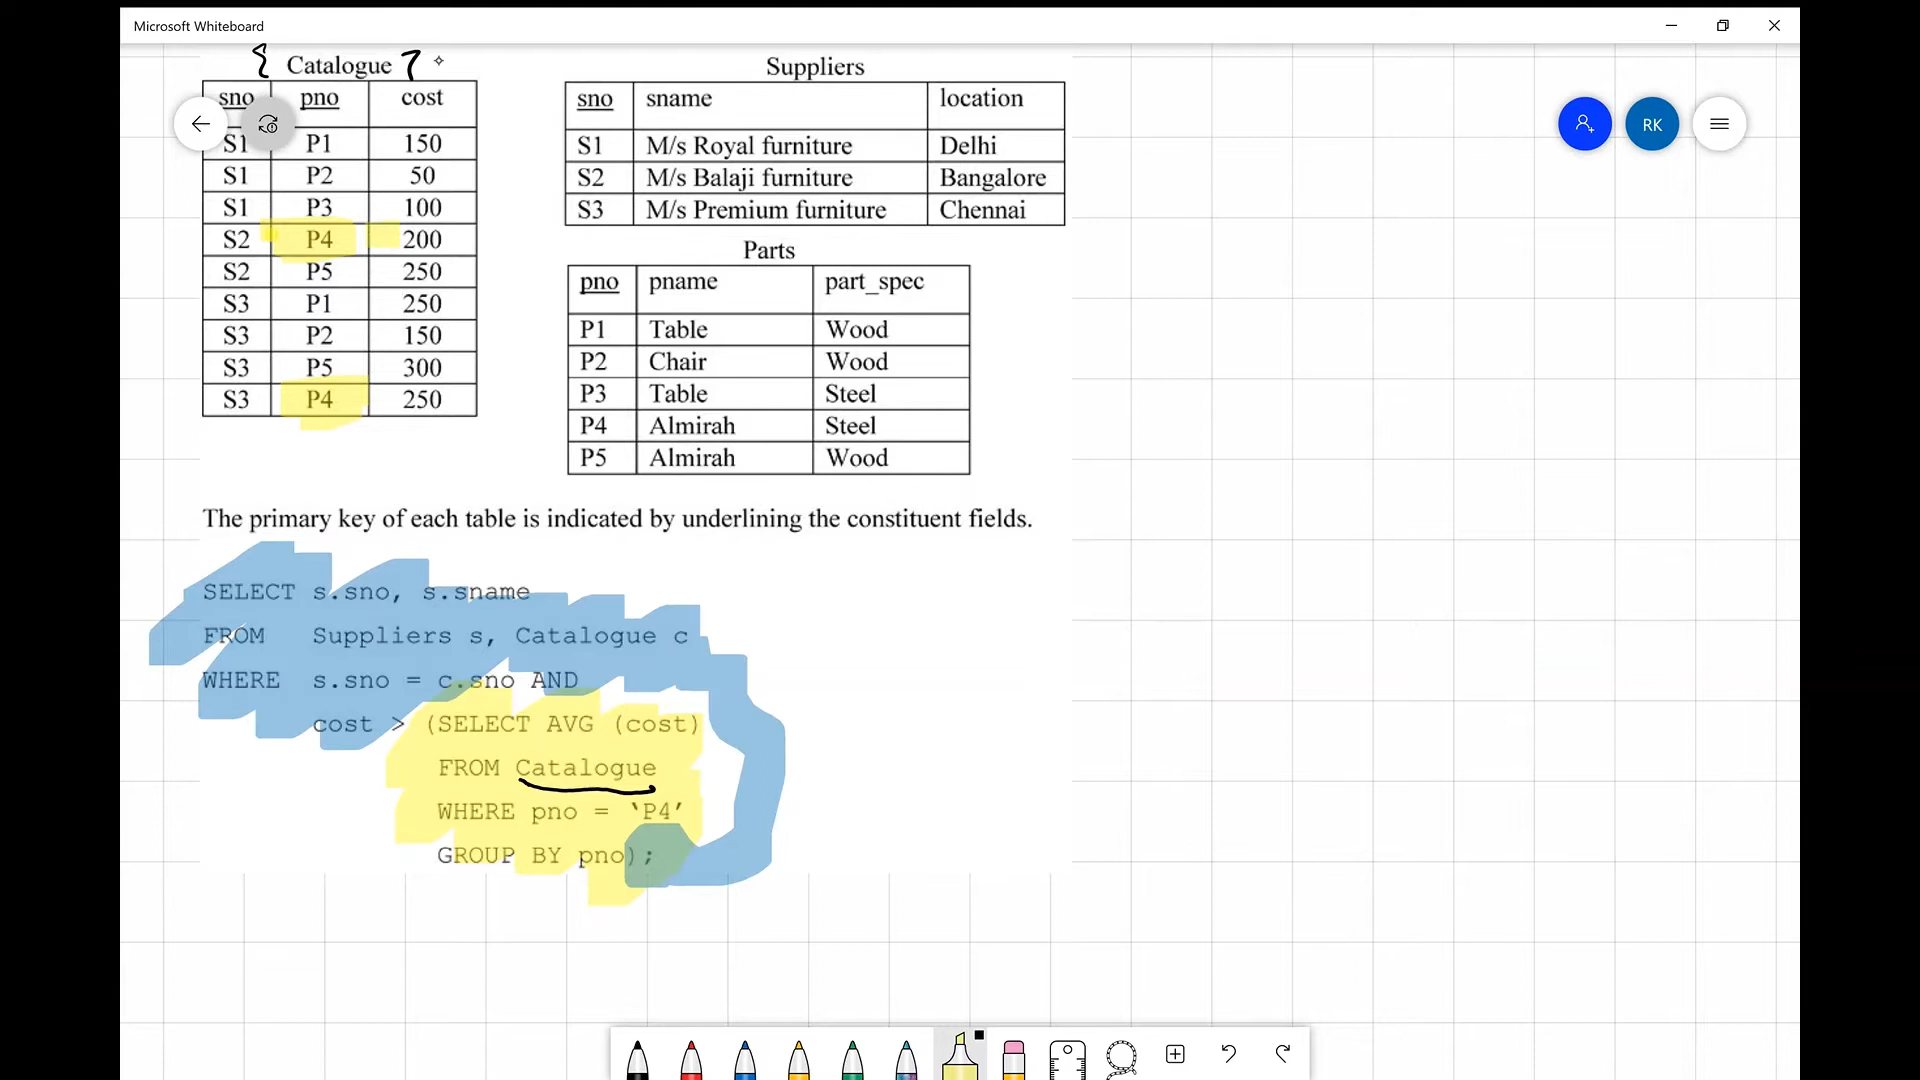 Microsoft Whiteboard
Catalogue
sno pno cost
S1 P1 150
S1 P2 50
S1 P3 100
S2 P4 200
S2 P5 250
S3 P1 250
S3 P2 150
S3 P5 300
S3 P4 250
Suppliers
sno sname location
S1 M/s Royal furniture Delhi
S2 M/s Balaji furniture Bangalore
S3 M/s Premium furniture Chennai
RK
Parts
pno pname part_spec
P1 Table Wood
P2 Chair Wood
P3 Table Steel
P4 Almirah Steel
P5 Almirah Wood
The primary key of each table is indicated by underlining the constituent fields.
SELECT s.sno, s.sname
FROM Suppliers s, Catalogue c
WHERE s.sno = c.sno AND
cost > (SELECT AVG (cost)
FROM Catalogue
WHERE pno = ‘P4’
GROUP BY pno);